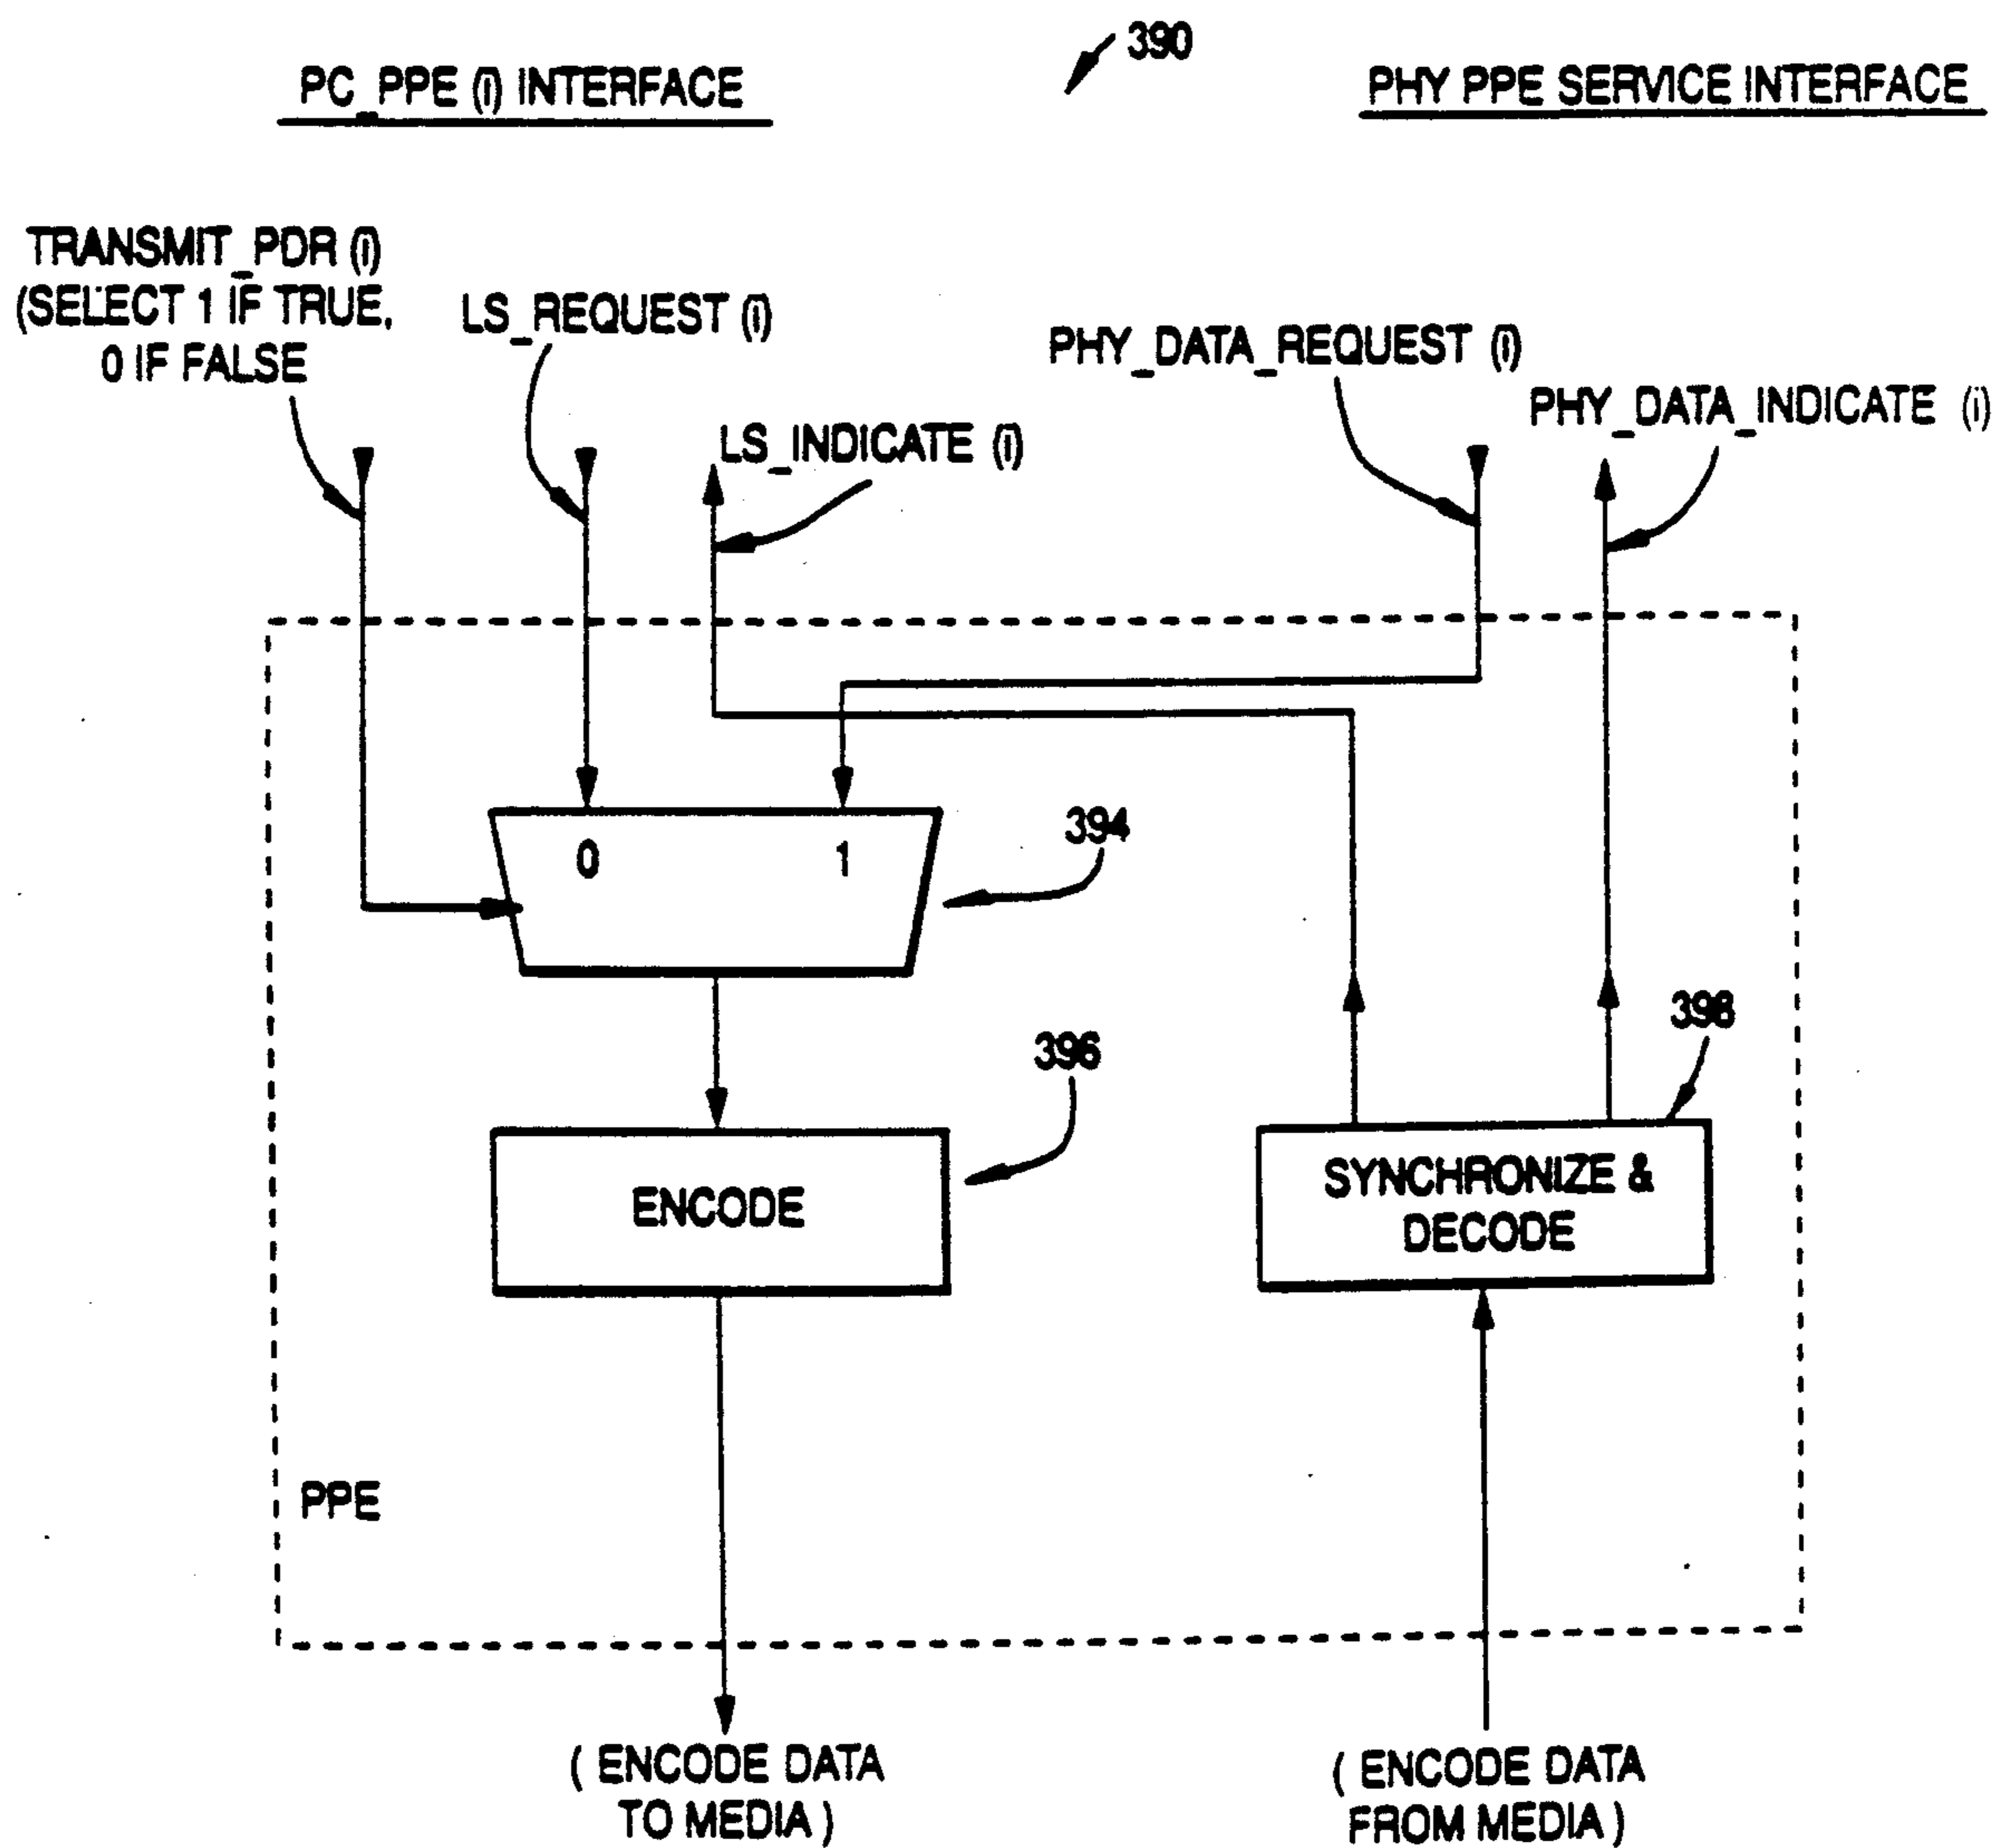 390
PC_PPE (i) INTERFACE
PHY PPE SERVICE INTERFACE
TRANSMIT_PDR (i)
(SELECT 1 IF TRUE,
0 IF FALSE
LS_REQUEST (i)
LS_INDICATE (i)
PHY_DATA_REQUEST (i)
PHY_DATA_INDICATE (i)
0
1
394
396
398
ENCODE
SYNCHRONIZE &
DECODE
PPE
( ENCODE DATA
TO MEDIA )
( ENCODE DATA
FROM MEDIA )